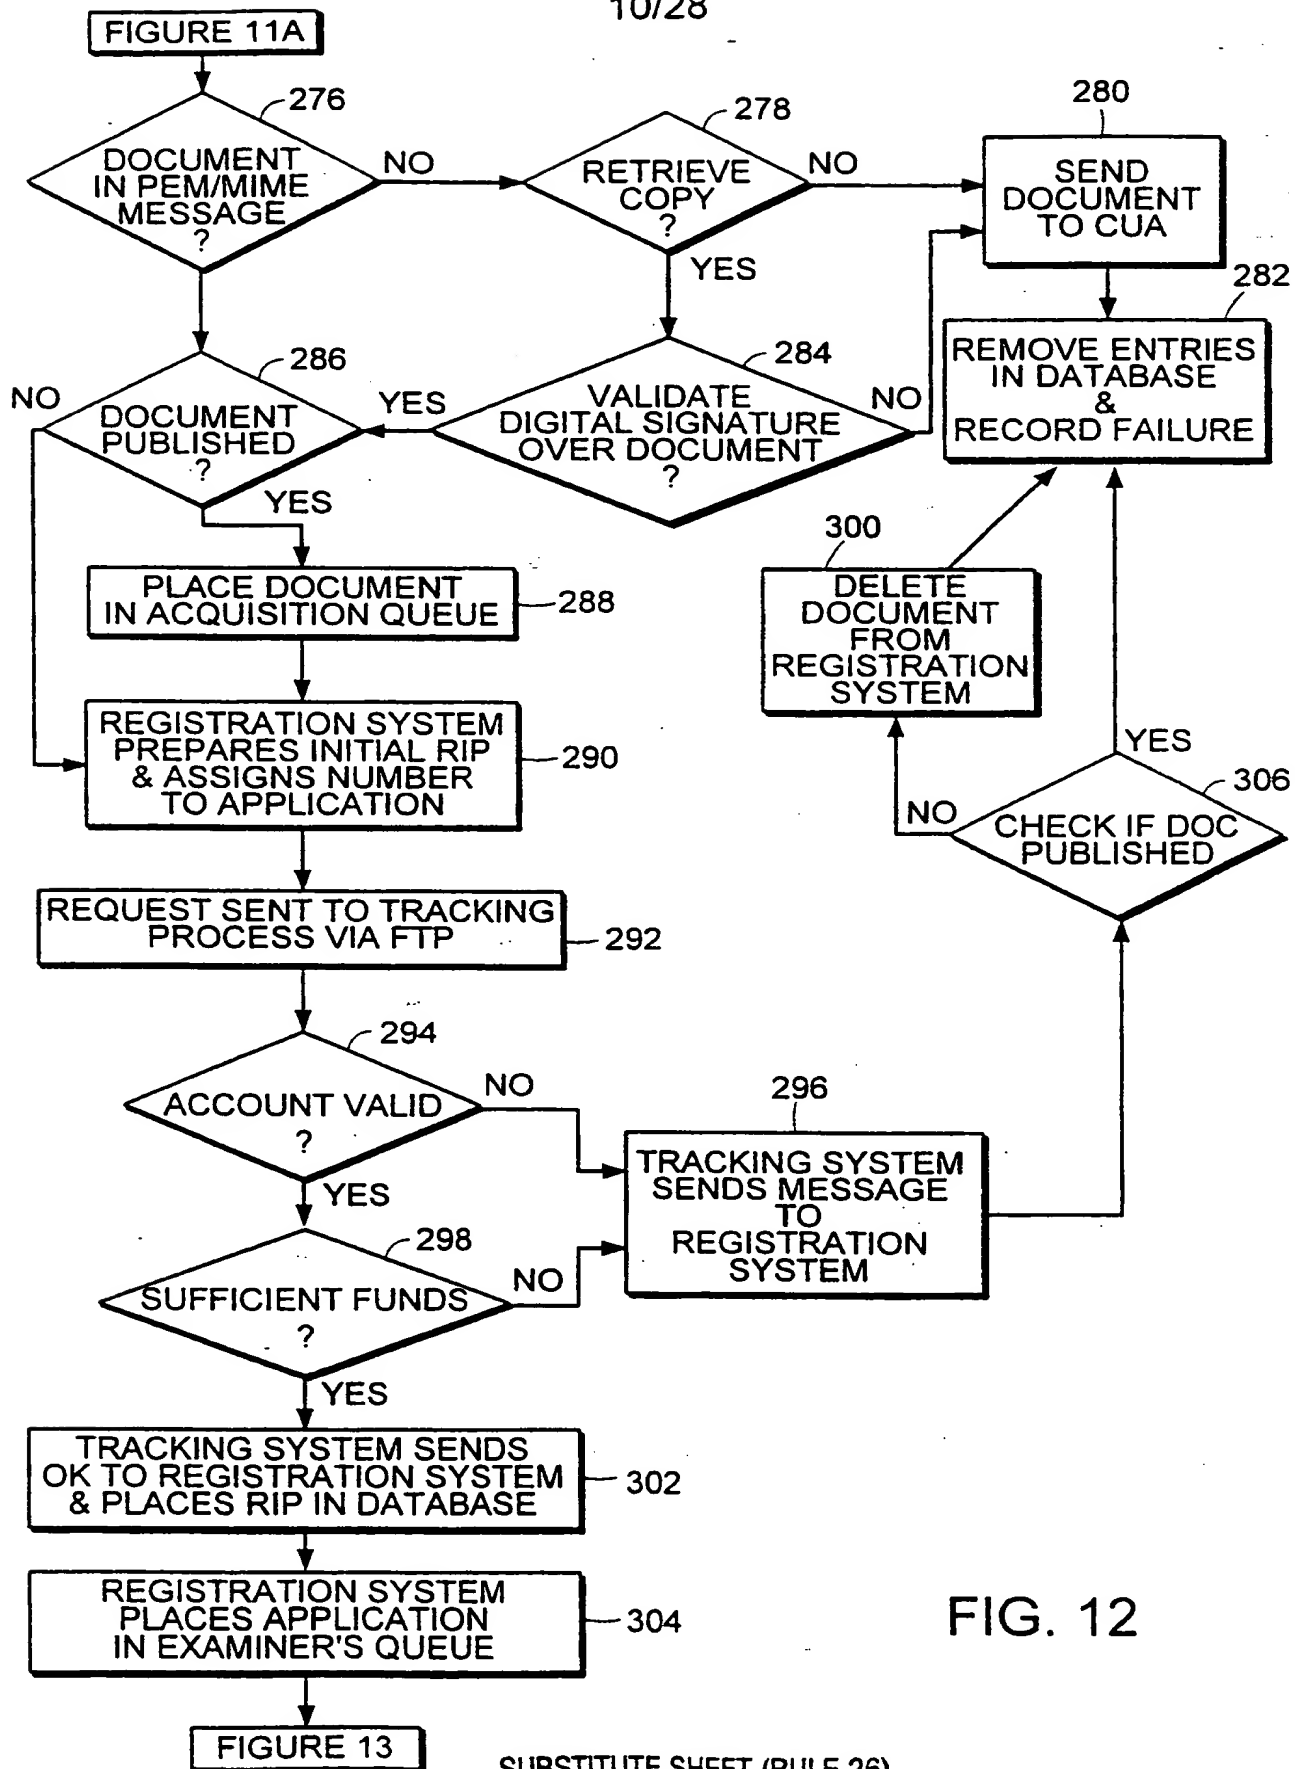 10/28
FIGURE 11A
276
DOCUMENT
IN PEM/MIME
MESSAGE
?
NO
278
RETRIEVE
COPY
?
NO
YES
280
SEND
DOCUMENT
TO CUA
282
REMOVE ENTRIES
IN DATABASE
&
RECORD FAILURE
286
NO
DOCUMENT
PUBLISHED
?
YES
YES
284
VALIDATE
DIGITAL SIGNATURE
OVER DOCUMENT
?
NO
PLACE DOCUMENT
IN ACQUISITION QUEUE
288
300
DELETE
DOCUMENT
FROM
REGISTRATION
SYSTEM
REGISTRATION SYSTEM
PREPARES INITIAL RIP
& ASSIGNS NUMBER
TO APPLICATION
290
YES
306
NO
CHECK IF DOC
PUBLISHED
REQUEST SENT TO TRACKING
PROCESS VIA FTP
292
294
ACCOUNT VALID
?
NO
YES
296
TRACKING SYSTEM
SENDS MESSAGE
TO
REGISTRATION
SYSTEM
298
SUFFICIENT FUNDS
?
NO
YES
TRACKING SYSTEM SENDS
OK TO REGISTRATION SYSTEM
& PLACES RIP IN DATABASE
302
REGISTRATION SYSTEM
PLACES APPLICATION
IN EXAMINER'S QUEUE
304
FIG. 12
FIGURE 13
SUBSTITUTE SHEET (RULE 26)